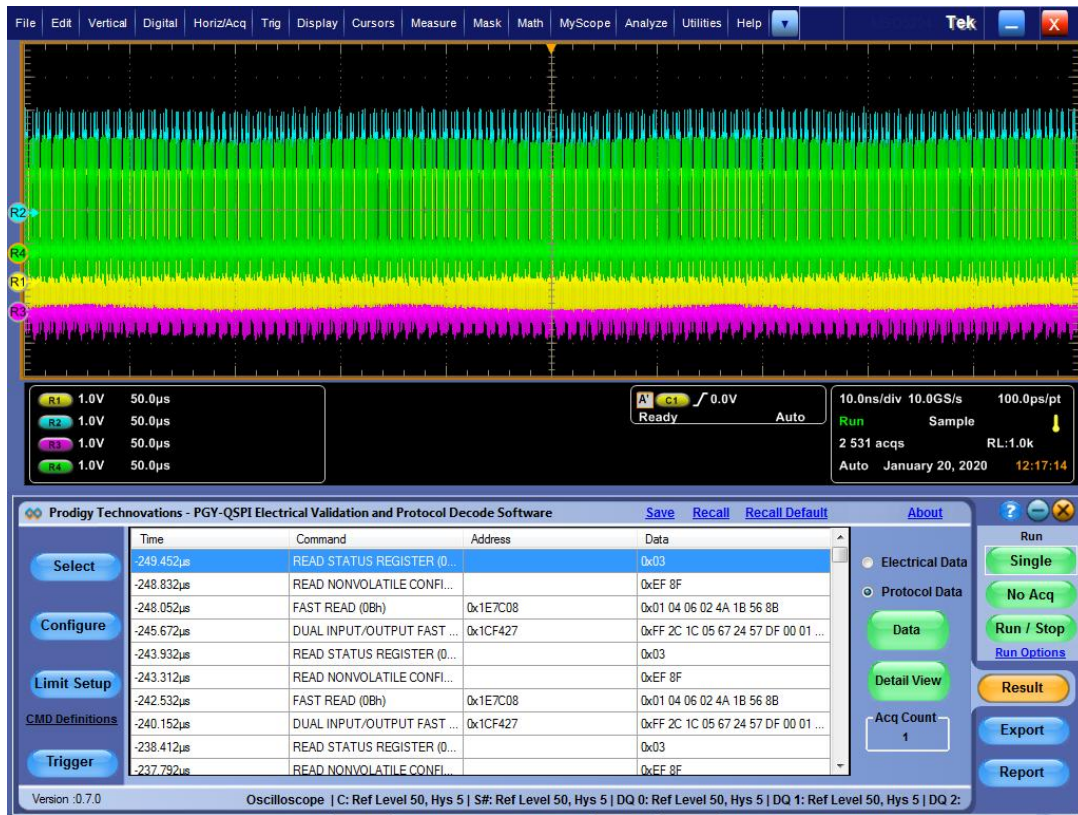 File Edit Vertical Digital Horiz/Acq Trig Display Cursors Measure Mask Math MyScope Analyze Utilities Help Tek X
R2
R4
R1
R3
R1 1.0V 50.0µs
R2 1.0V 50.0µs
R3 1.0V 50.0µs
R4 1.0V 50.0µs
A' C1 0.0V
Ready Auto
10.0ns/div 10.0GS/s 100.0ps/pt
Run Sample
2 531 acqs RL:1.0k
Auto January 20, 2020 12:17:14
Prodigy Technovations - PGY-QSPI Electrical Validation and Protocol Decode Software Save Recall Recall Default About ?
Select
Configure
Limit Setup
CMD Definitions
Trigger
Time Command Address Data
-249.452µs READ STATUS REGISTER (0... 0x03
-248.832µs READ NONVOLATILE CONFI... 0xEF 8F
-248.052µs FAST READ (0Bh) 0x1E7C08 0x01 04 06 02 4A 1B 56 8B
-245.672µs DUAL INPUT/OUTPUT FAST ... 0x1CF427 0xFF 2C 1C 05 67 24 57 DF 00 01 ...
-243.932µs READ STATUS REGISTER (0... 0x03
-243.312µs READ NONVOLATILE CONFI... 0xEF 8F
-242.532µs FAST READ (0Bh) 0x1E7C08 0x01 04 06 02 4A 1B 56 8B
-240.152µs DUAL INPUT/OUTPUT FAST ... 0x1CF427 0xFF 2C 1C 05 67 24 57 DF 00 01 ...
-238.412µs READ STATUS REGISTER (0... 0x03
-237.792µs READ NONVOLATILE CONFI... 0xEF 8F
Electrical Data
Protocol Data
Data
Detail View
Acq Count
1
Run
Single
No Acq
Run / Stop
Run Options
Result
Export
Report
Version :0.7.0 Oscilloscope | C: Ref Level 50, Hys 5 | S#: Ref Level 50, Hys 5 | DQ 0: Ref Level 50, Hys 5 | DQ 1: Ref Level 50, Hys 5 | DQ 2: